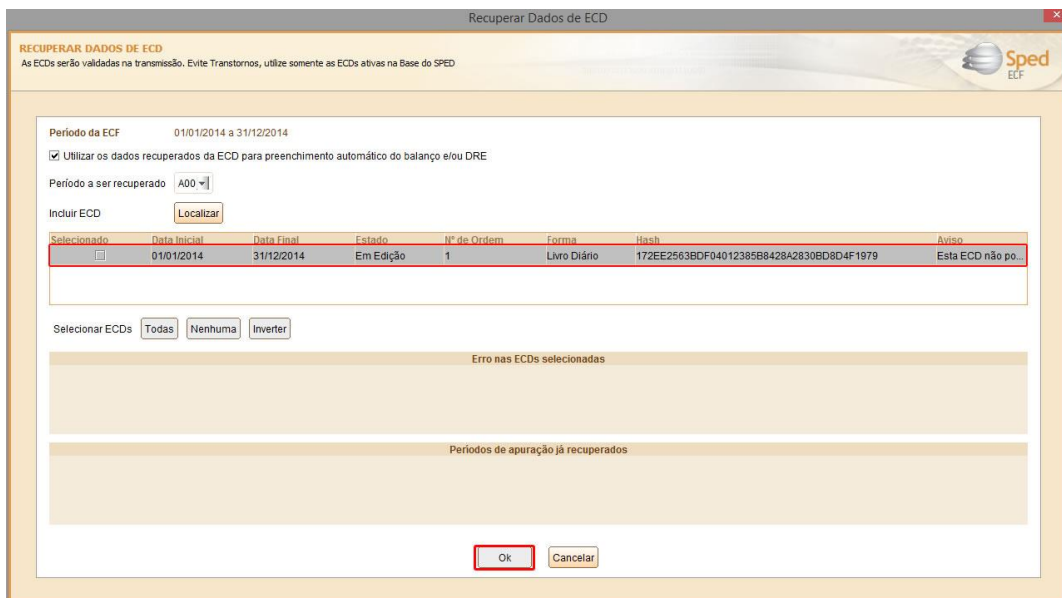 Recuperar Dados de ECD
RECUPERAR DADOS DE ECD
As ECDs serão validadas na transmissão. Evite Transtornos, utilize somente as ECDs ativas na Base do SPED
Sped
ECF
Período da ECF 01/01/2014 a 31/12/2014
Utilizar os dados recuperados da ECD para preenchimento automático do balanço e/ou DRE
Período a ser recuperado A00
Incluir ECD Localizar
Selecionado Data Inicial Data Final Estado Nº de Ordem Forma Hash Aviso
01/01/2014 31/12/2014 Em Edição 1 Livro Diário 172EE2563BDF04012385B8428A2830BD8D4F1979 Esta ECD não po...
Selecionar ECDs Todas Nenhuma Inverter
Erro nas ECDs selecionadas
Períodos de apuração já recuperados
Ok Cancelar